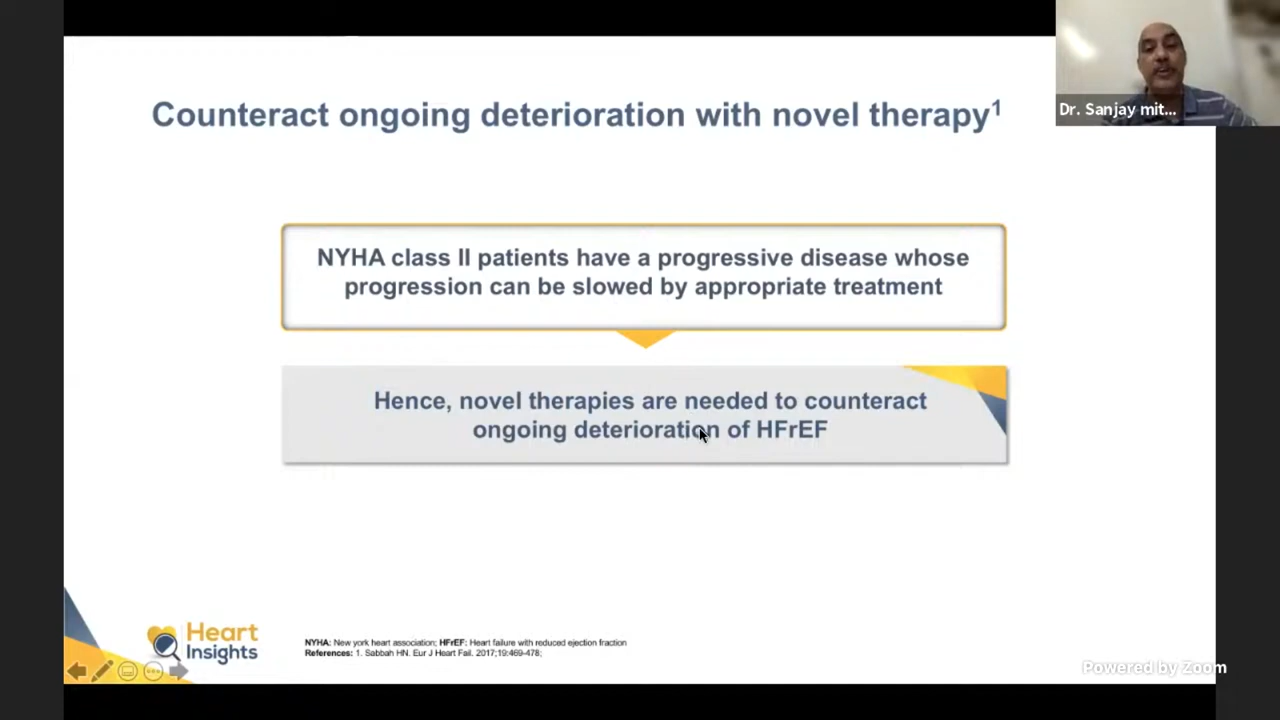 Counteract ongoing deterioration with novel therapy1
Dr. Sanjay mit...
NYHA class II patients have a progressive disease whose
progression can be slowed by appropriate treatment
Hence, novel therapies are needed to counteract
ongoing deterioration of HFrEF
Heart
Insights
NYHA: New york heart association; HFrEF: Heart failure with reduced ejection fraction
References: 1. Sabbah HN. Eur J Heart Fail. 2017;19:469-478;
Powered by Zoom